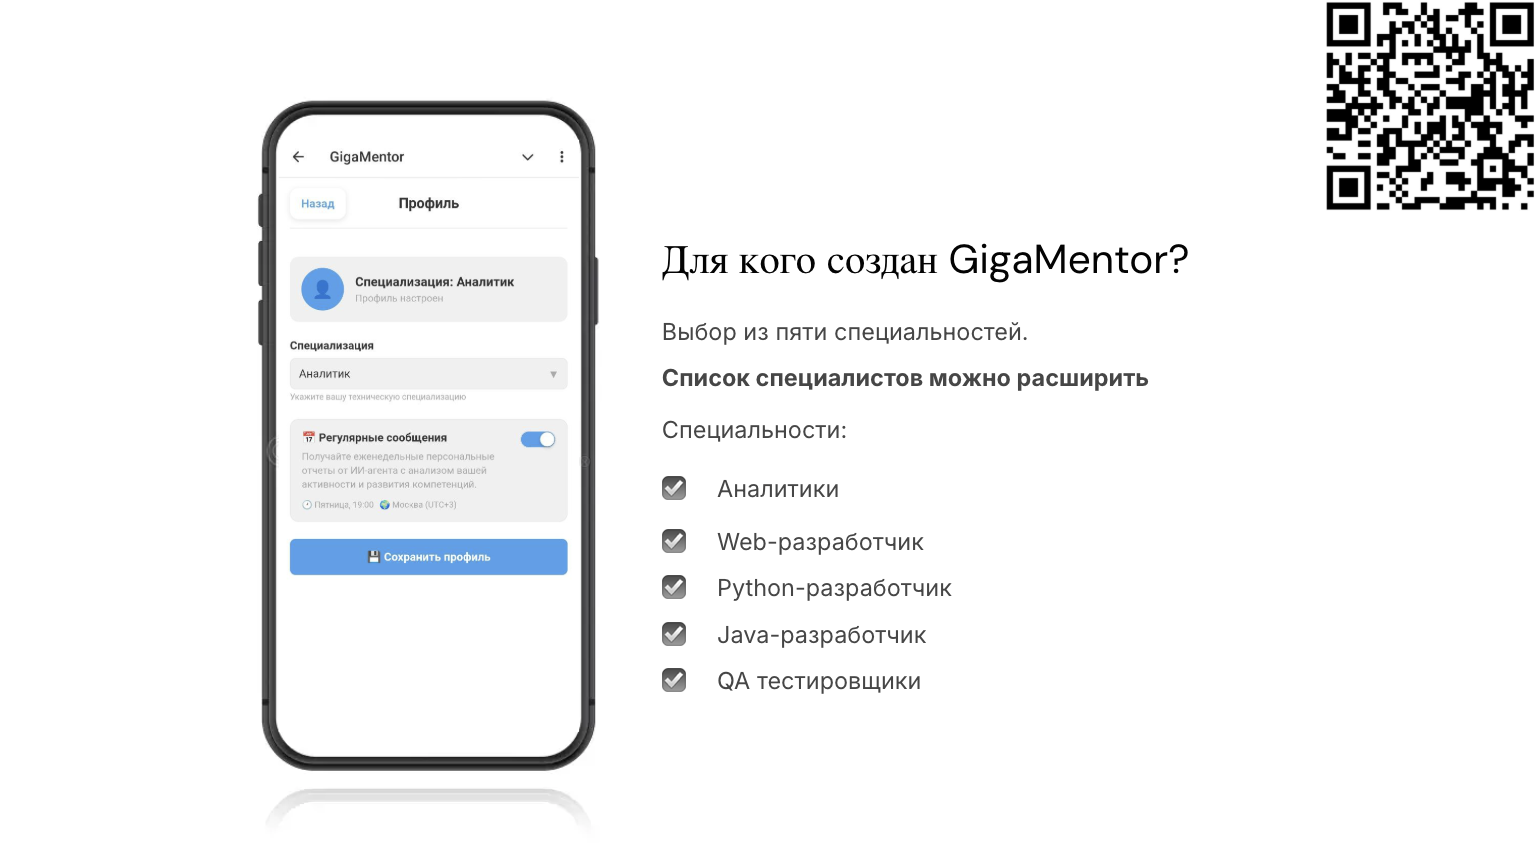 GigaMentor
Назад
Профиль
Специализация: Аналитик
Профиль настроен
Специализация
Аналитик
Укажите вашу техническую специализацию
Регулярные сообщения
Получайте еженедельные персональные
отчеты от ИИ-агента с анализом вашей
активности и развития компетенций.
Пятница, 19:00 Москва (UTC+3)
Сохранить профиль
Для кого создан GigaMentor?
Выбор из пяти специальностей.
Список специалистов можно расширить
Специальности:
Аналитики
Web-разработчик
Python-разработчик
Java-разработчик
QA тестировщики